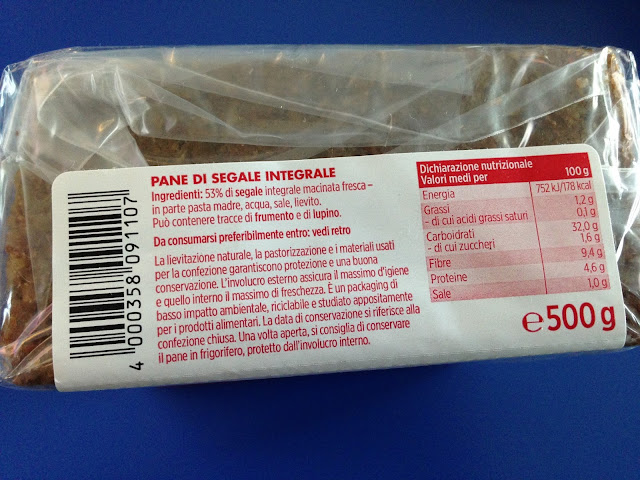 PANE DI SEGALE INTEGRALE
Ingredienti: 53% di segale integrale macinata fresca –
in parte pasta madre, acqua, sale, lievito.
Può contenere tracce di frumento e di lupino.
Da consumarsi preferibilmente entro: vedi retro
La lievitazione naturale, la pastorizzazione e i materiali usati
per la confezione garantiscono protezione e una buona
conservazione. L'involucro esterno assicura il massimo d'igiene
e quello interno il massimo di freschezza. È un packaging di
basso impatto ambientale, riciclabile e studiato appositamente
per i prodotti alimentari. La data di conservazione si riferisce alla
confezione chiusa. Una volta aperta, si consiglia di conservare
il pane in frigorifero, protetto dall'involucro interno.
4 000358 091107
Dichiarazione nutrizionale
Valori medi per 100 g
Energia 752 kJ/178 kcal
Grassi 1,2 g
- di cui acidi grassi saturi 0,1 g
Carboidrati 32,0 g
- di cui zuccheri 1,6 g
Fibre 9,4 g
Proteine 4,6 g
Sale 1,0 g
e 500 g